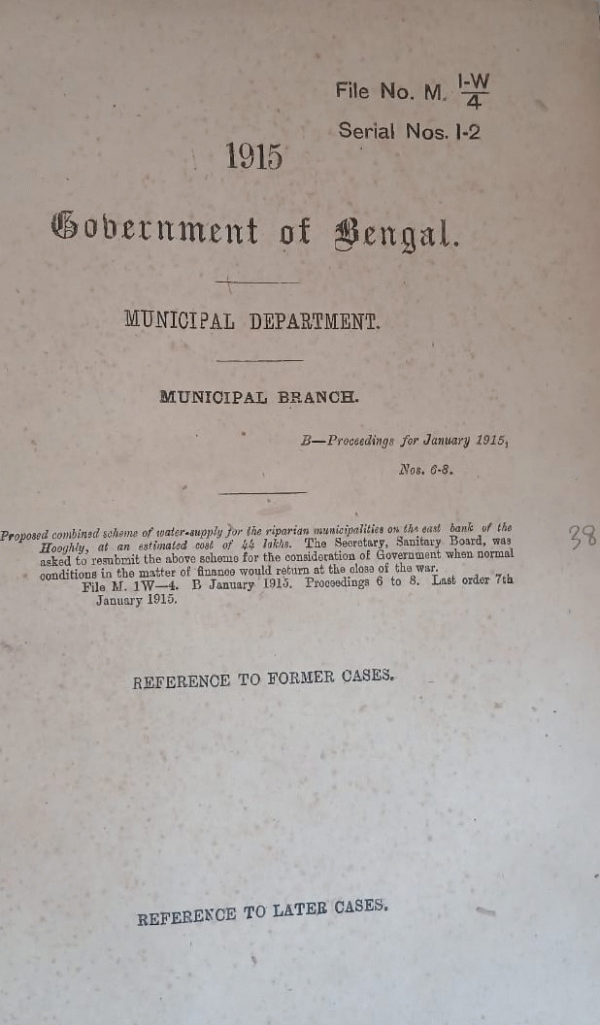 File No. M. I-W/4
Serial Nos. I-2
1915
Government of Bengal.
MUNICIPAL DEPARTMENT.
MUNICIPAL BRANCH.
B—Proceedings for January 1915,
Nos. 6-8.
Proposed combined scheme of water-supply for the riparian municipalities on the east bank of the
Hooghly, at an estimated cost of 44 lakhs. The Secretary, Sanitary Board, was
asked to resubmit the above scheme for the consideration of Government when normal
conditions in the matter of finance would return at the close of the war.
File M. 1W—4. B January 1915. Proceedings 6 to 8. Last order 7th
January 1915.
38
REFERENCE TO FORMER CASES.
REFERENCE TO LATER CASES.